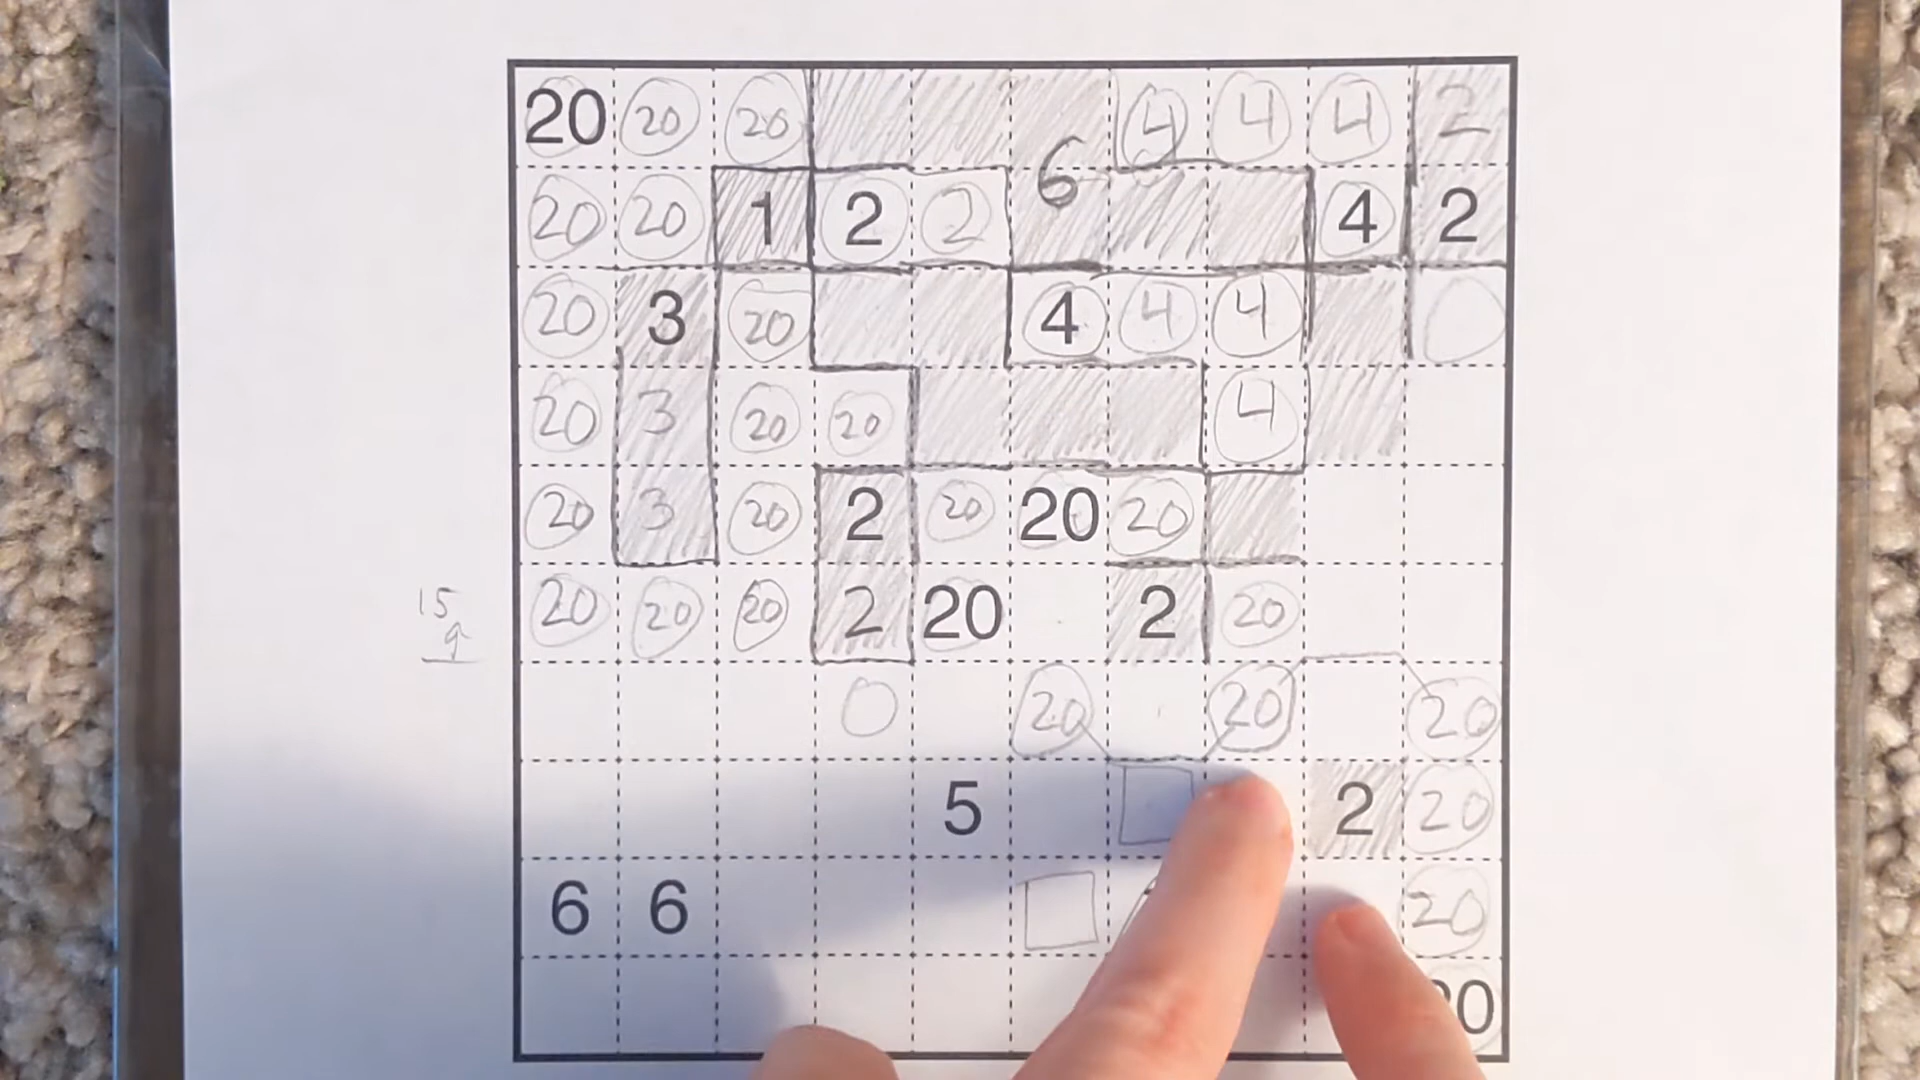 20 20 20 4 4 4 2
20 20 1 2 2 6 4 2
20 3 20 4 4 4
20 3 20 20 4
20 3 20 2 20 20 20
15 20 20 20 2 20 2 20
9
20 20 20
5 2 20
6 6 20